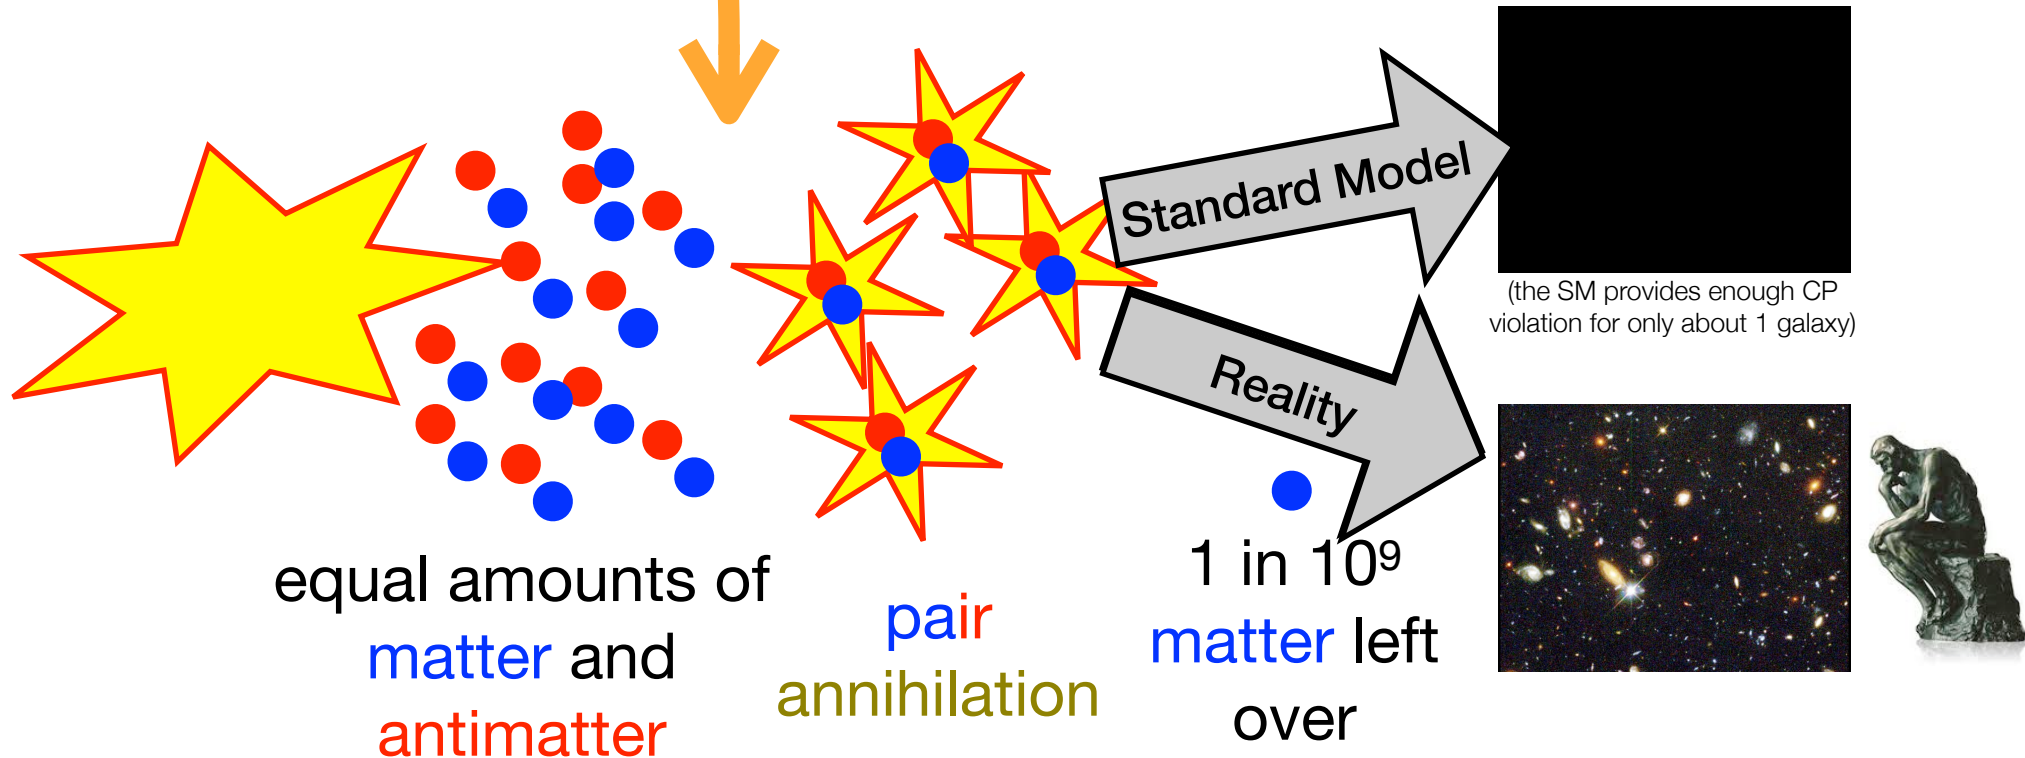 equal amounts of
matter and
antimatter
pair
annihilation
1 in 10⁹
matter left
over
Standard Model
(the SM provides enough CP
violation for only about 1 galaxy)
Reality